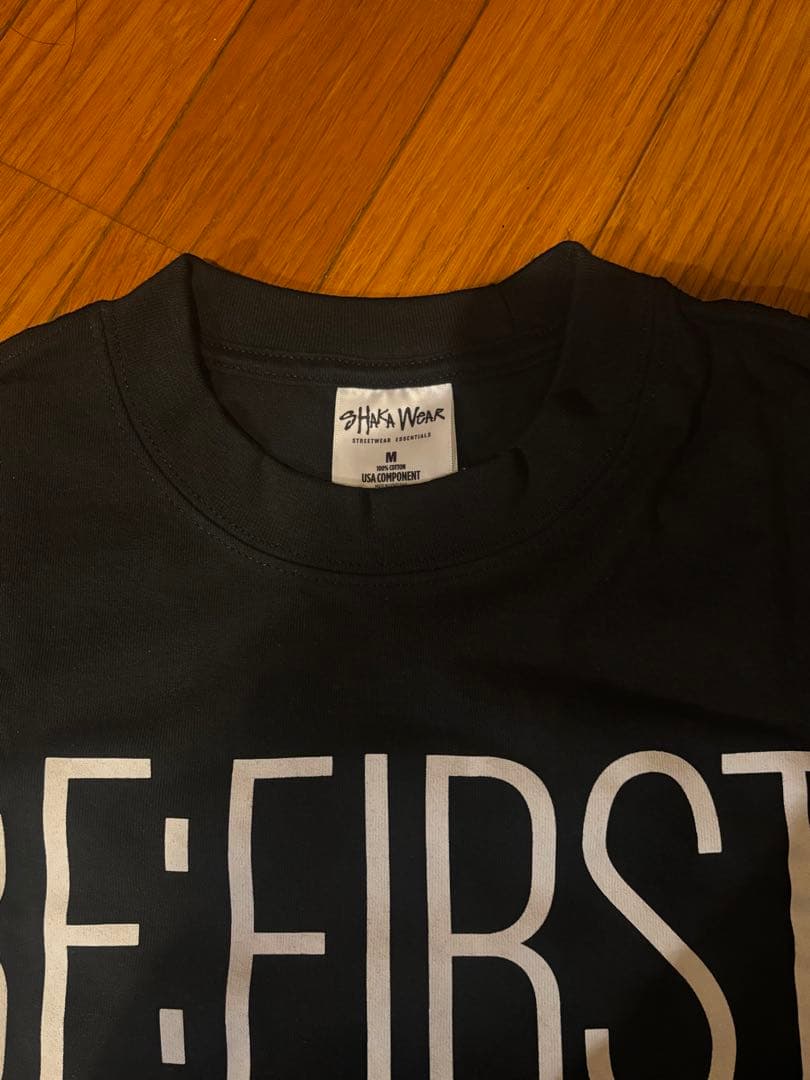 SHAKA WEAR
STREETWEAR ESSENTIALS
M
100% COTTON
USA COMPONENT
BE:FIRST